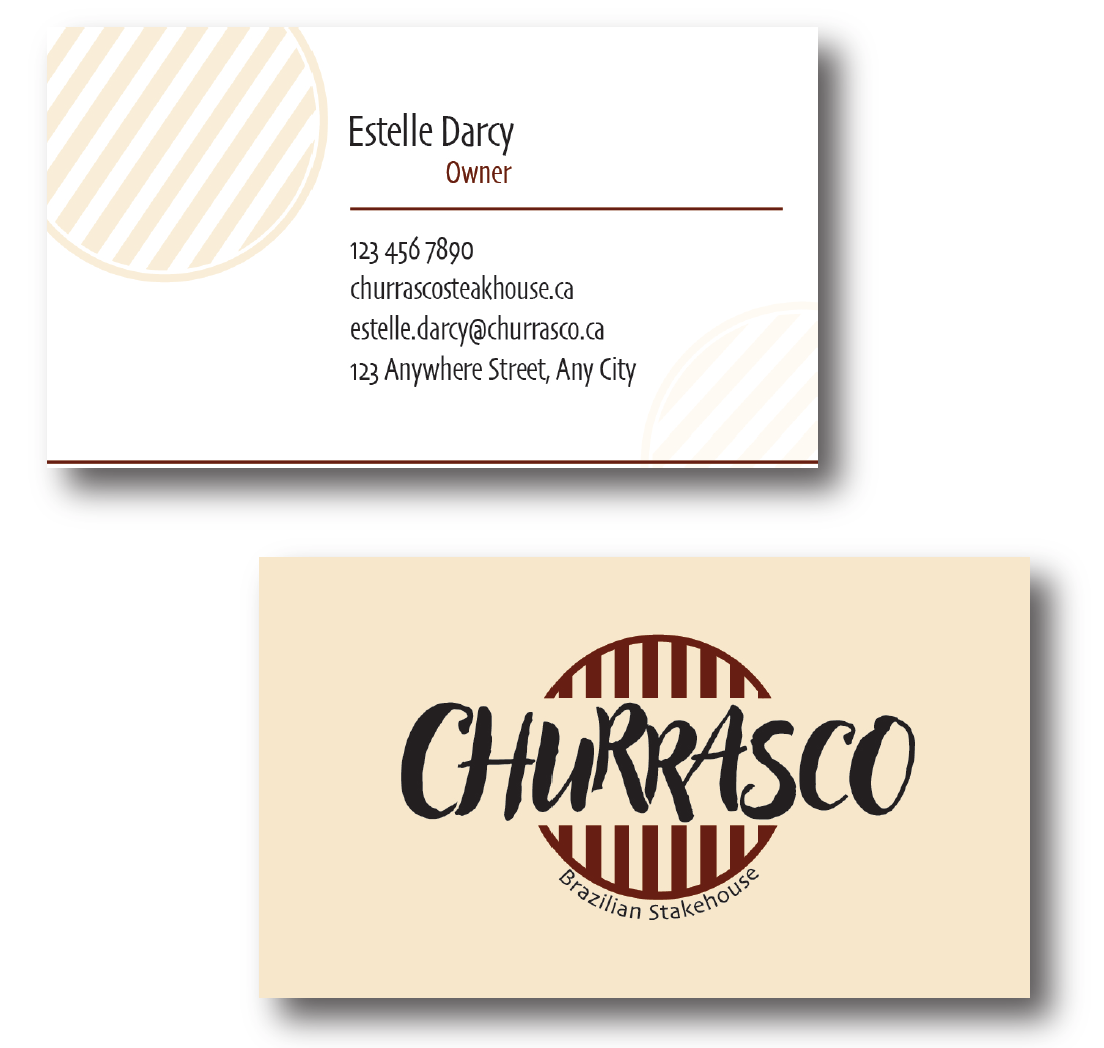 Estelle Darcy
Owner
123 456 7890
churrascosteakhouse.ca
estelle.darcy@churrasco.ca
123 Anywhere Street, Any City
CHURRASCO
Brazilian Stakehouse